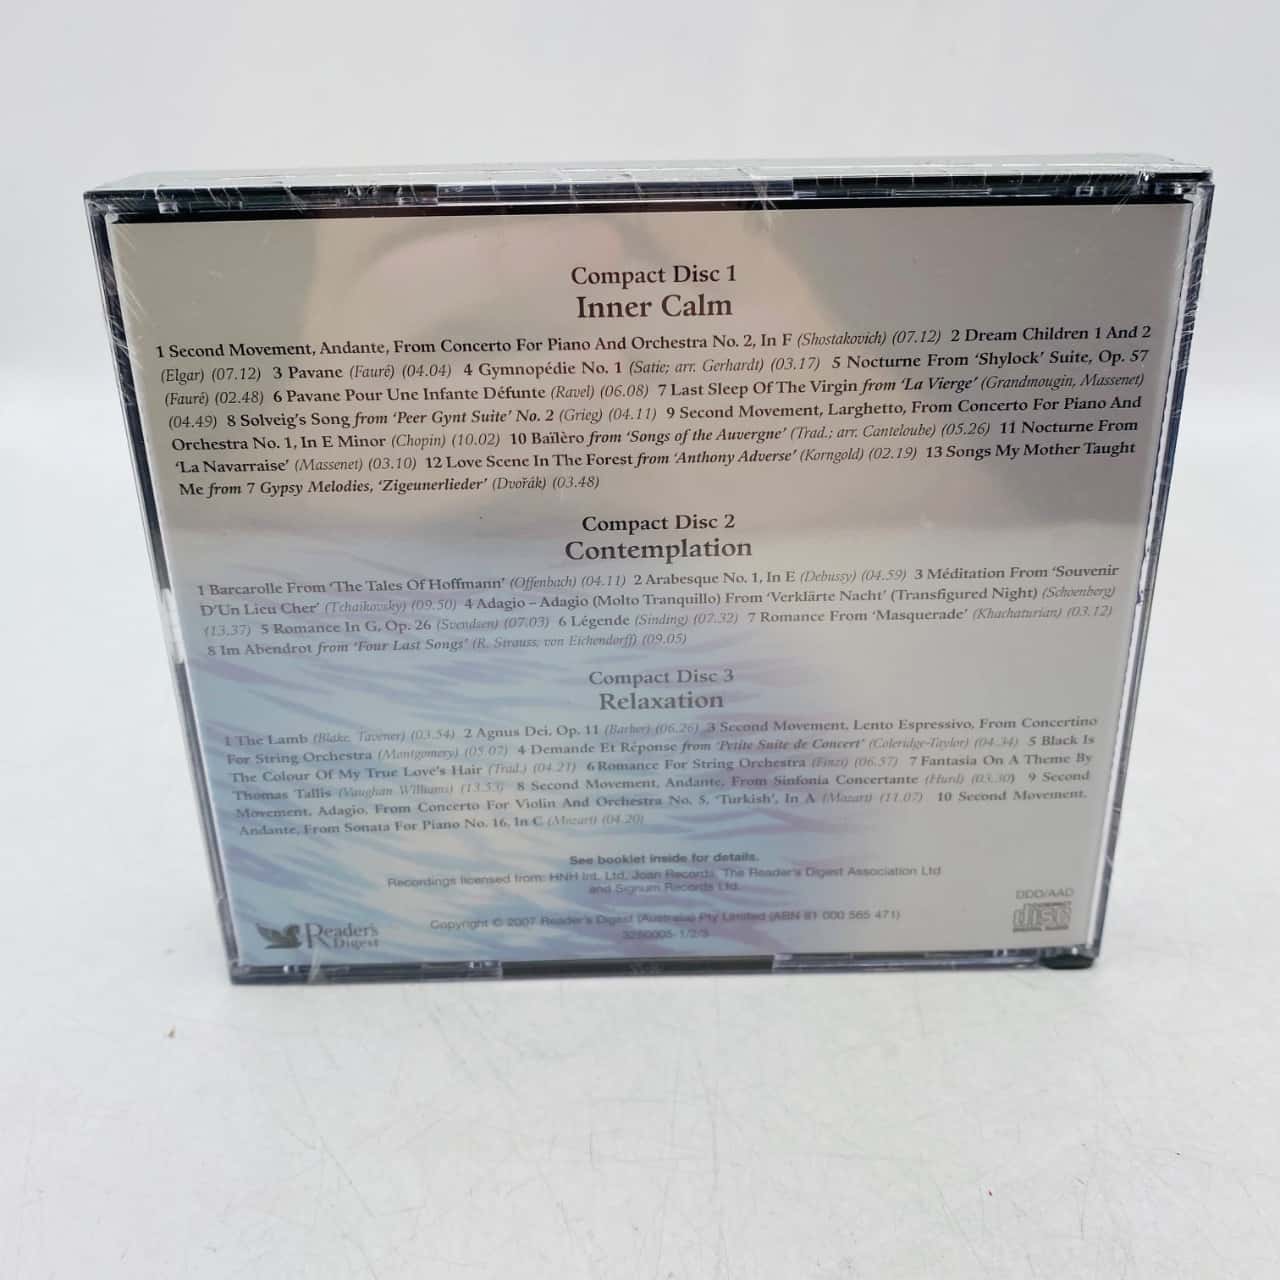 Compact Disc 1
Inner Calm
1 Second Movement, Andante, From Concerto For Piano And Orchestra No. 2, In F (Shostakovich) (07.12) 2 Dream Children 1 And 2
(Elgar) (07.12) 3 Pavane (Fauré) (04.04) 4 Gymnopédie No. 1 (Satie; arr. Gerhardt) (03.17) 5 Nocturne From ‘Shylock’ Suite, Op. 57
(Fauré) (02.48) 6 Pavane Pour Une Infante Défunte (Ravel) (06.08) 7 Last Sleep Of The Virgin from ‘La Vierge’ (Grandmougin, Massenet)
(04.49) 8 Solveig's Song from ‘Peer Gynt Suite’ No. 2 (Grieg) (04.11) 9 Second Movement, Larghetto, From Concerto For Piano And
Orchestra No. 1, In E Minor (Chopin) (10.02) 10 Baïlèro from ‘Songs of the Auvergne’ (Trad.; arr. Canteloube) (05.26) 11 Nocturne From
‘La Navarraise’ (Massenet) (03.10) 12 Love Scene In The Forest from ‘Anthony Adverse’ (Korngold) (02.19) 13 Songs My Mother Taught
Me from 7 Gypsy Melodies, ‘Zigeunerlieder’ (Dvořák) (03.48)
Compact Disc 2
Contemplation
1 Barcarolle From ‘The Tales Of Hoffmann’ (Offenbach) (04.11) 2 Arabesque No. 1, In E (Debussy) (04.59) 3 Méditation From ‘Souvenir
D'Un Lieu Cher’ (Tchaikovsky) (09.50) 4 Adagio – Adagio (Molto Tranquillo) From ‘Verklärte Nacht’ (Transfigured Night) (Schoenberg)
(13.37) 5 Romance In G, Op. 26 (Svendsen) (07.03) 6 Légende (Sinding) (07.32) 7 Romance From ‘Masquerade’ (Khachaturian) (03.12)
8 Im Abendrot from ‘Four Last Songs’ (R. Strauss, von Eichendorff) (09.05)
Compact Disc 3
Relaxation
1 The Lamb (Blake, Tavener) (03.54) 2 Agnus Dei, Op. 11 (Barber) (06.26) 3 Second Movement, Lento Espressivo, From Concertino
For String Orchestra (Montgomery) (05.07) 4 Demande Et Réponse from ‘Petite Suite de Concert’ (Coleridge-Taylor) (04.34) 5 Black Is
The Colour Of My True Love's Hair (Trad.) (04.21) 6 Romance For String Orchestra (Finzi) (06.57) 7 Fantasia On A Theme By
Thomas Tallis (Vaughan Williams) (13.53) 8 Second Movement, Andante, From Sinfonia Concertante (Hurd) (03.30) 9 Second
Movement, Adagio, From Concerto For Violin And Orchestra No. 5, ‘Turkish’, In A (Mozart) (11.07) 10 Second Movement,
Andante, From Sonata For Piano No. 16, In C (Mozart) (04.20)
See booklet inside for details.
Recordings licensed from: HNH Int. Ltd, Joan Records, The Reader's Digest Association Ltd
and Signum Records Ltd.
DDD/AAD
Copyright © 2007 Reader's Digest (Australia) Pty Limited (ABN 81 000 565 471)
3260005-1/2/3
Reader's
Digest
COMPACT
disc
DIGITAL AUDIO